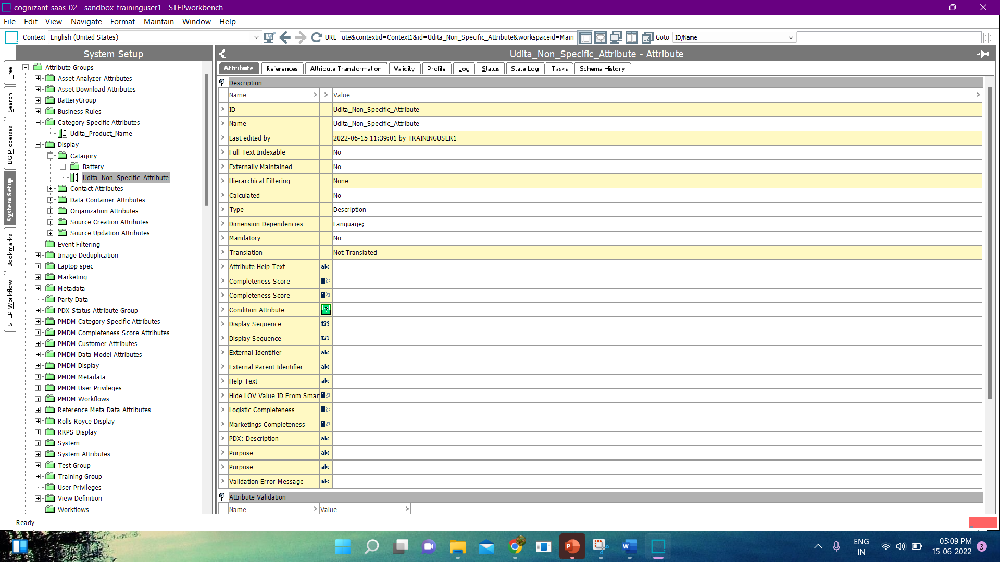 cognizant-saas-02 - sandbox-traininguser1 - STEPworkbench
File Edit View Navigate Format Maintain Window Help
Context English (United States) URL ute&contextid=Context1&id=Udita_Non_Specific_Attribute&workspaceid=Main Goto ID/Name
System Setup
Udita_Non_Specific_Attribute - Attribute
Tree
Search
BG Processes
System Setup
Bookmarks
STEP Workflow
Attribute Groups
Asset Analyzer Attributes
Asset Download Attributes
BatteryGroup
Business Rules
Category Specific Attributes
Udita_Product_Name
Display
Catagory
Battery
Udita_Non_Specific_Attribute
Contact Attributes
Data Container Attributes
Organization Attributes
Source Creation Attributes
Source Updation Attributes
Event Filtering
Image Deduplication
Laptop spec
Marketing
Metadata
Party Data
PDX Status Attribute Group
PMDM Category Specific Attributes
PMDM Completeness Score Attributes
PMDM Customer Attributes
PMDM Data Model Attributes
PMDM Display
PMDM Metadata
PMDM User Privileges
PMDM Workflows
Reference Meta Data Attributes
Rolls Royce Display
RRPS Display
System
System Attributes
Test Group
Training Group
User Privileges
View Definition
Workflows
Attribute References Attribute Transformation Validity Profile Log Status State Log Tasks Schema History
Description
Name > > Value >
> ID Udita_Non_Specific_Attribute
> Name Udita_Non_Specific_Attribute
> Last edited by 2022-06-15 11:39:01 by TRAININGUSER1
> Full Text Indexable No
> Externally Maintained No
> Hierarchical Filtering None
> Calculated No
> Type Description
> Dimension Dependencies Language;
> Mandatory No
> Translation Not Translated
> Attribute Help Text abc
> Completeness Score 123
> Completeness Score 123
> Condition Attribute ?
> Display Sequence 123
> Display Sequence 123
> External Identifier abc
> External Parent Identifier abc
> Help Text abc
> Hide LOV Value ID From Smar 123
> Logistic Completeness 123
> Marketings Completeness 123
> PDX: Description abc
> Purpose abc
> Purpose abc
> Validation Error Message abc
Attribute Validation
Name > Value >
Ready
ENG
IN
05:09 PM
15-06-2022
3